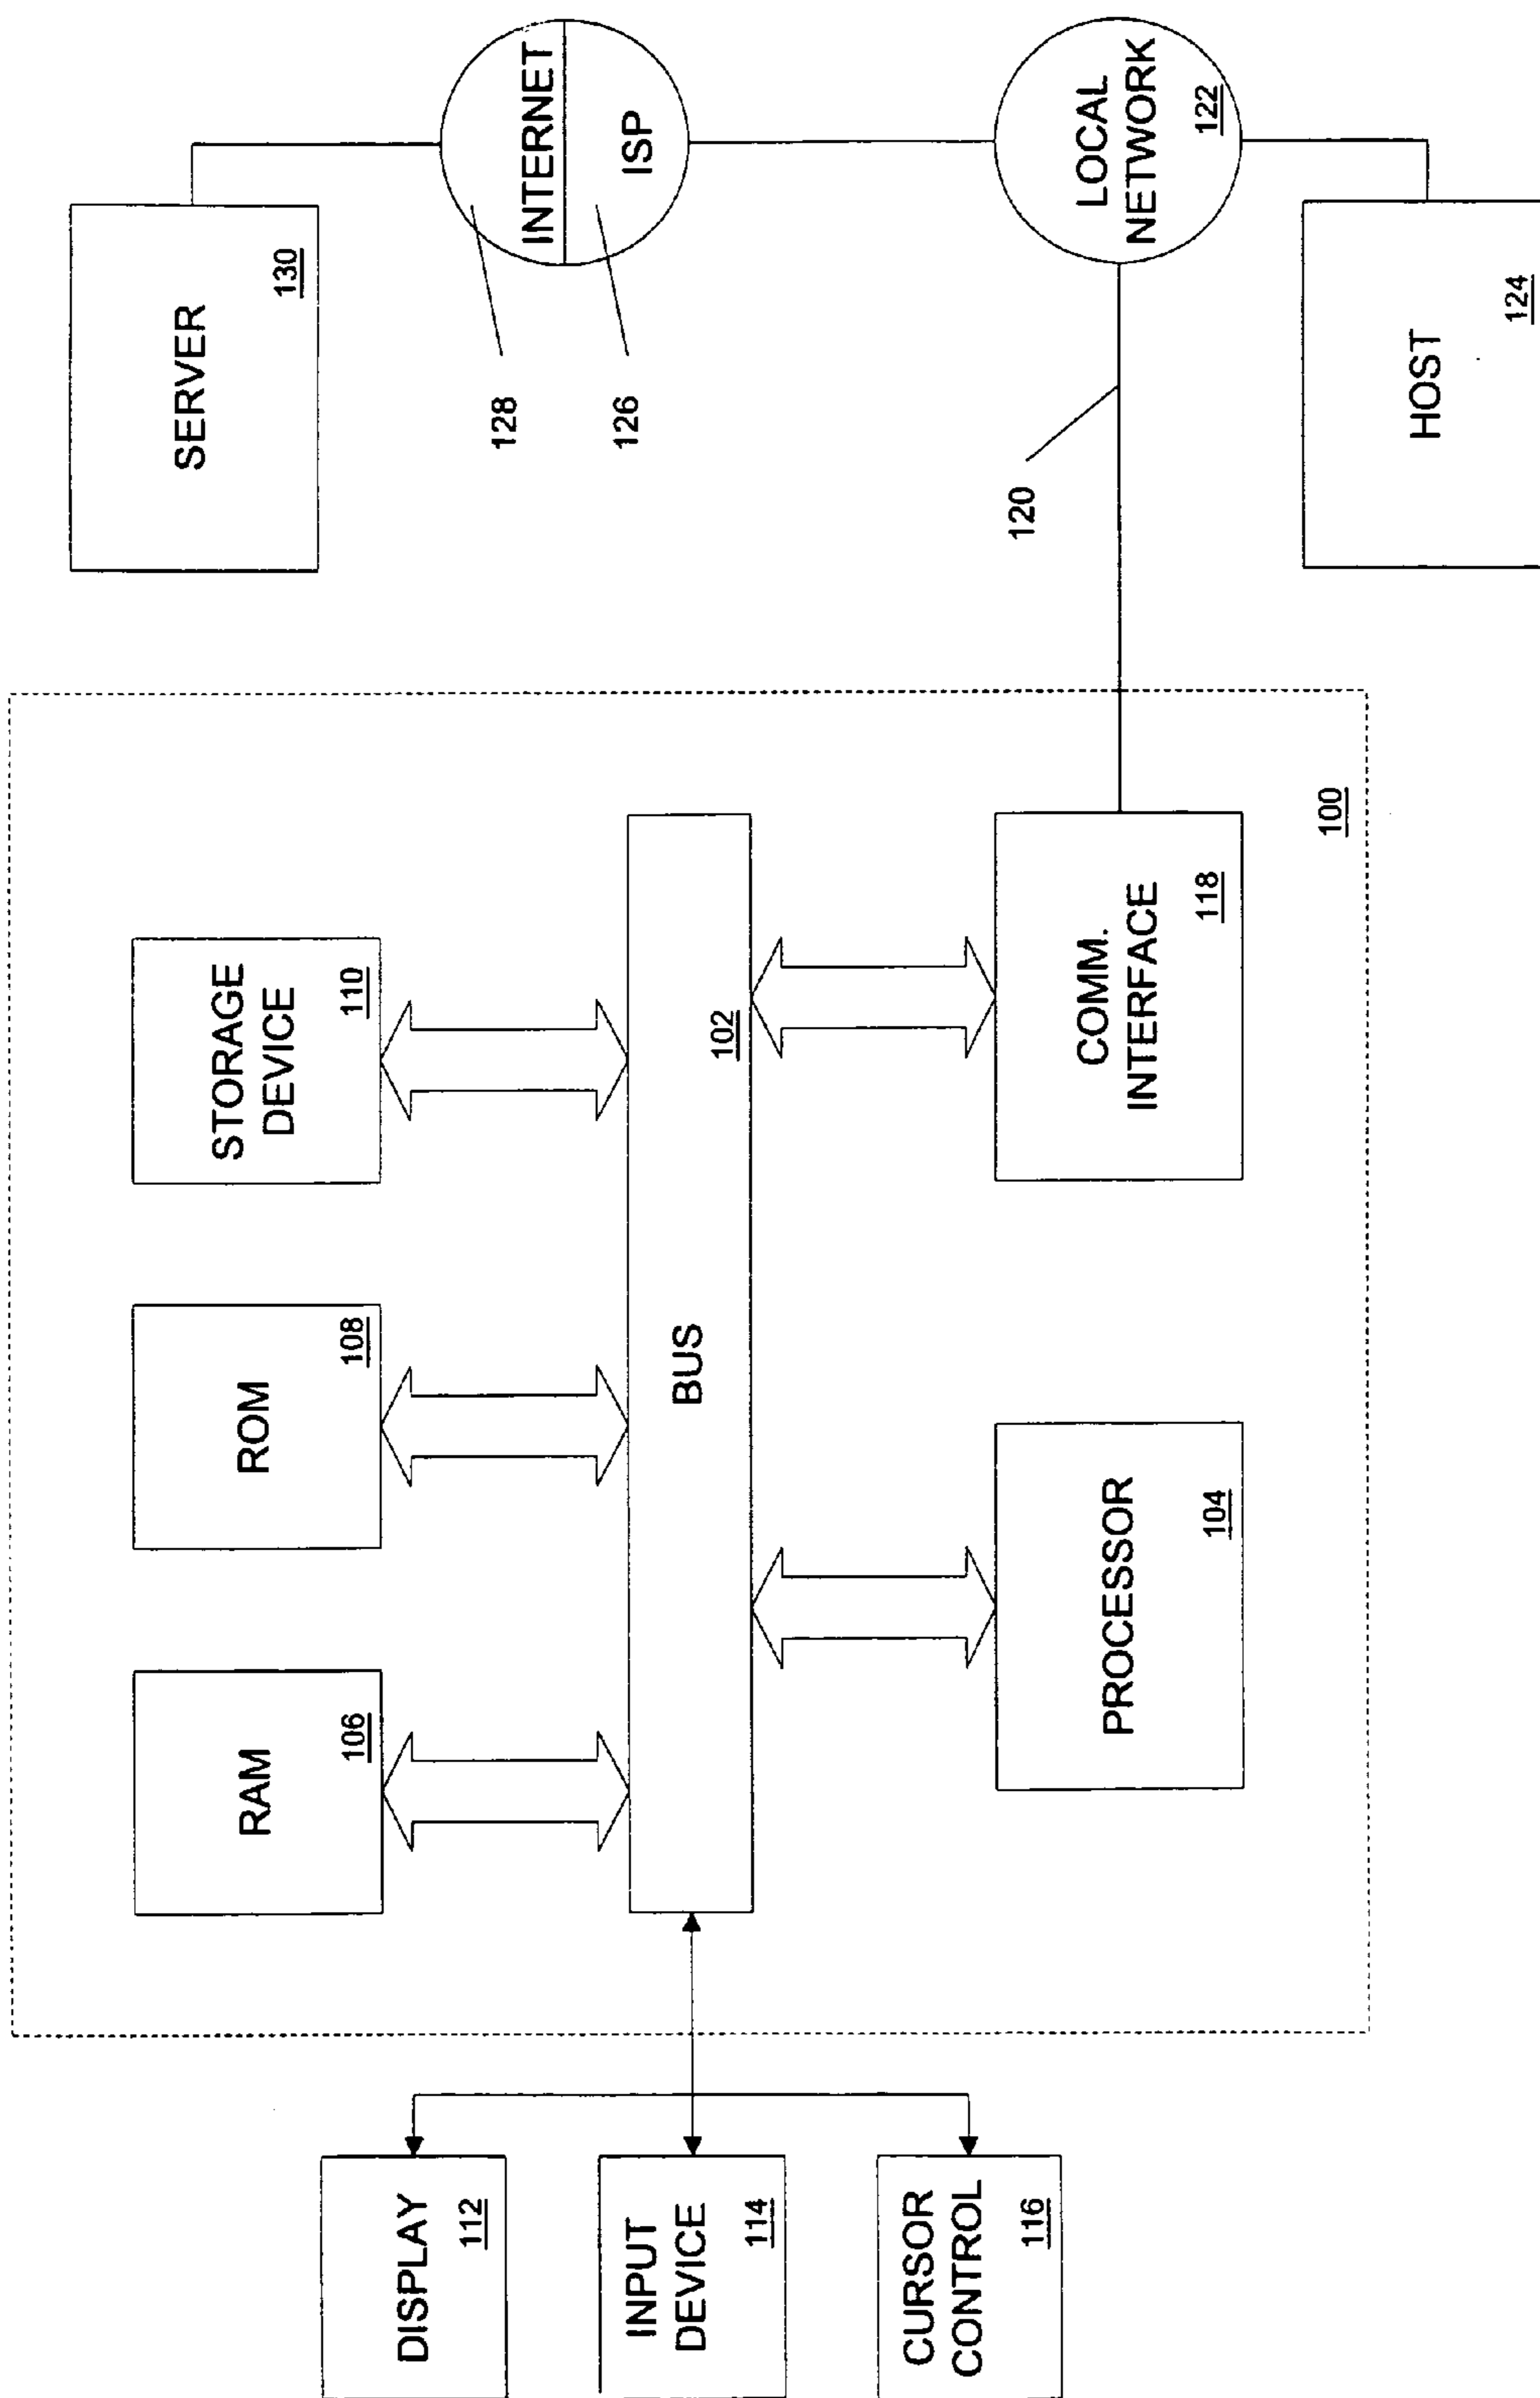 DISPLAY
112
INPUT
DEVICE
114
CURSOR
CONTROL
116
RAM
106
ROM
108
STORAGE
DEVICE
110
BUS
102
PROCESSOR
104
COMM.
INTERFACE
118
100
SERVER
130
INTERNET
ISP
128
126
120
LOCAL
NETWORK
122
HOST
124